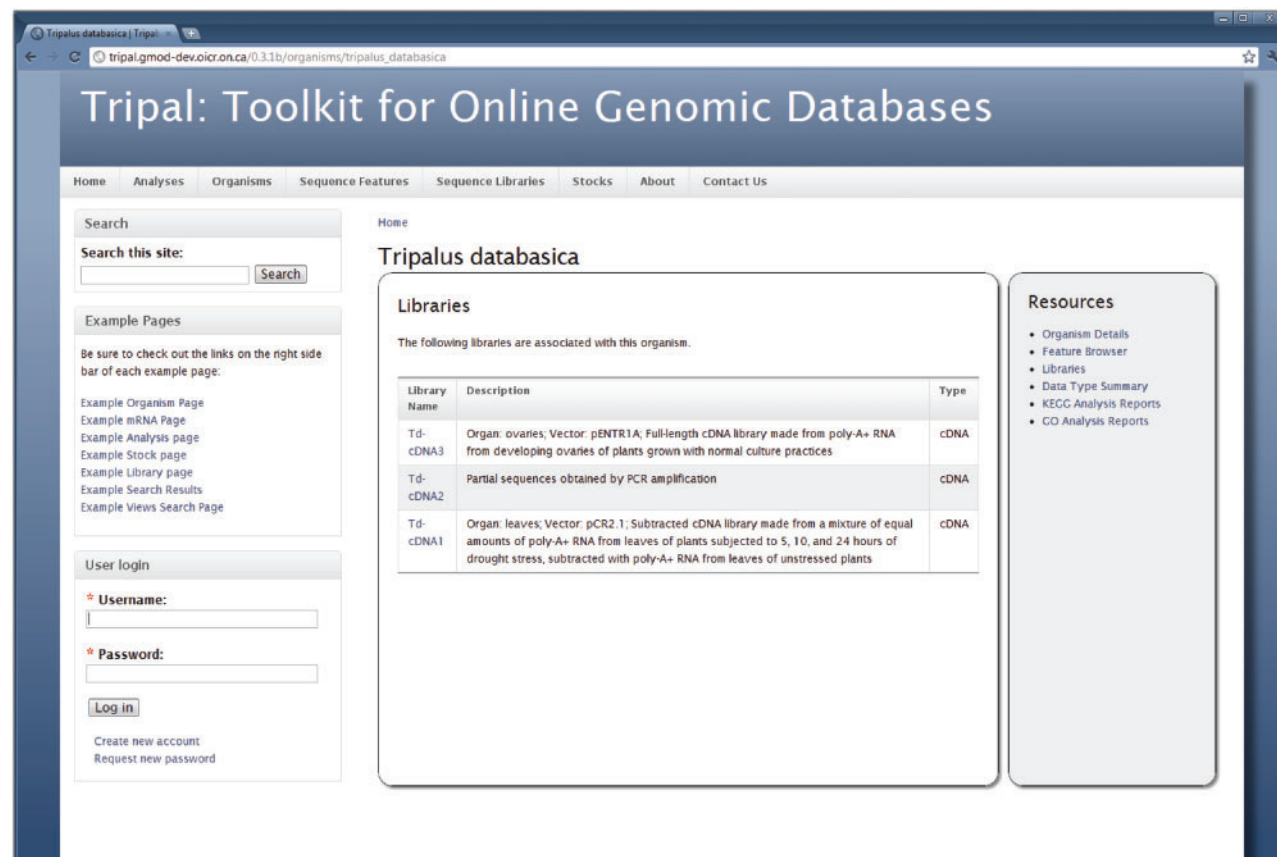 Tripalus databasica | Tripal
tripal.gmod-dev.oicr.on.ca/0.3.1b/organisms/tripalus_databasica
Tripal: Toolkit for Online Genomic Databases
Home Analyses Organisms Sequence Features Sequence Libraries Stocks About Contact Us
Search
Search this site:
Search
Example Pages
Be sure to check out the links on the right side
bar of each example page:
Example Organism Page
Example mRNA Page
Example Analysis page
Example Stock page
Example Library page
Example Search Results
Example Views Search Page
User login
* Username:
* Password:
Log in
Create new account
Request new password
Home
Tripalus databasica
Libraries
The following libraries are associated with this organism.
Library Description Type
Name
Td- Organ: ovaries; Vector: pENTR1A; Full-length cDNA library made from poly-A+ RNA cDNA
cDNA3 from developing ovaries of plants grown with normal culture practices
Td- Partial sequences obtained by PCR amplification cDNA
cDNA2
Td- Organ: leaves; Vector: pCR2.1; Subtracted cDNA library made from a mixture of equal cDNA
cDNA1 amounts of poly-A+ RNA from leaves of plants subjected to 5, 10, and 24 hours of
drought stress, subtracted with poly-A+ RNA from leaves of unstressed plants
Resources
• Organism Details
• Feature Browser
• Libraries
• Data Type Summary
• KEGG Analysis Reports
• GO Analysis Reports